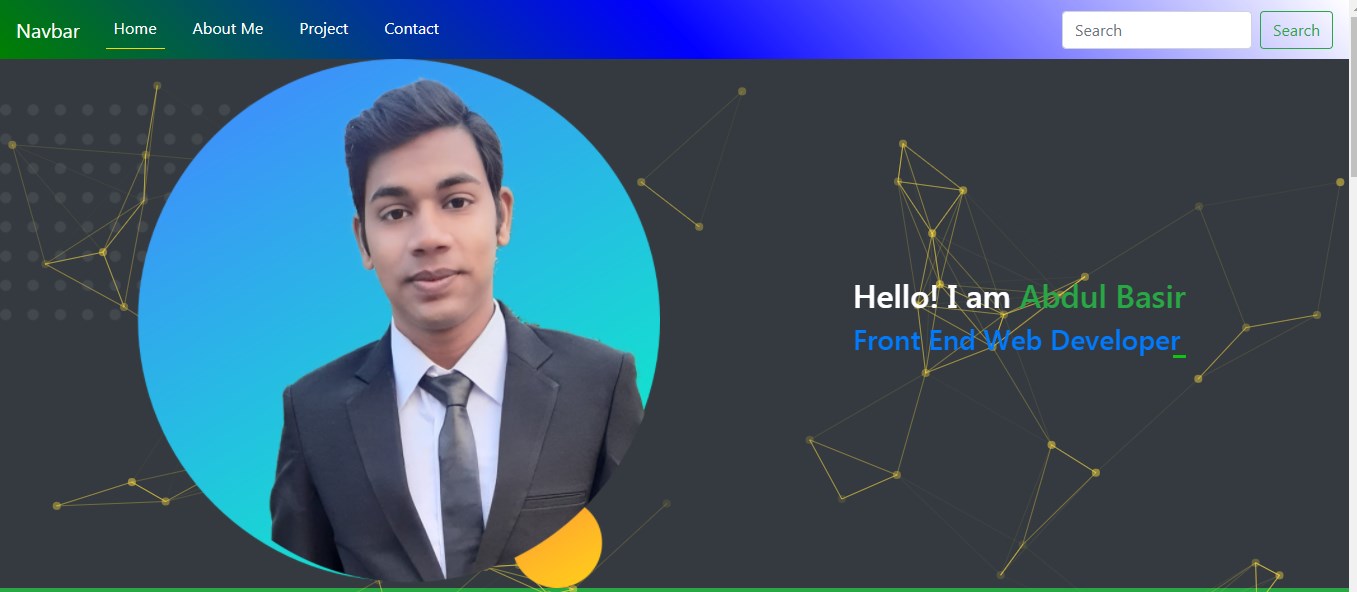 Navbar Home About Me Project Contact Search Search
Hello! I am Abdul Basir
Front End Web Developer_